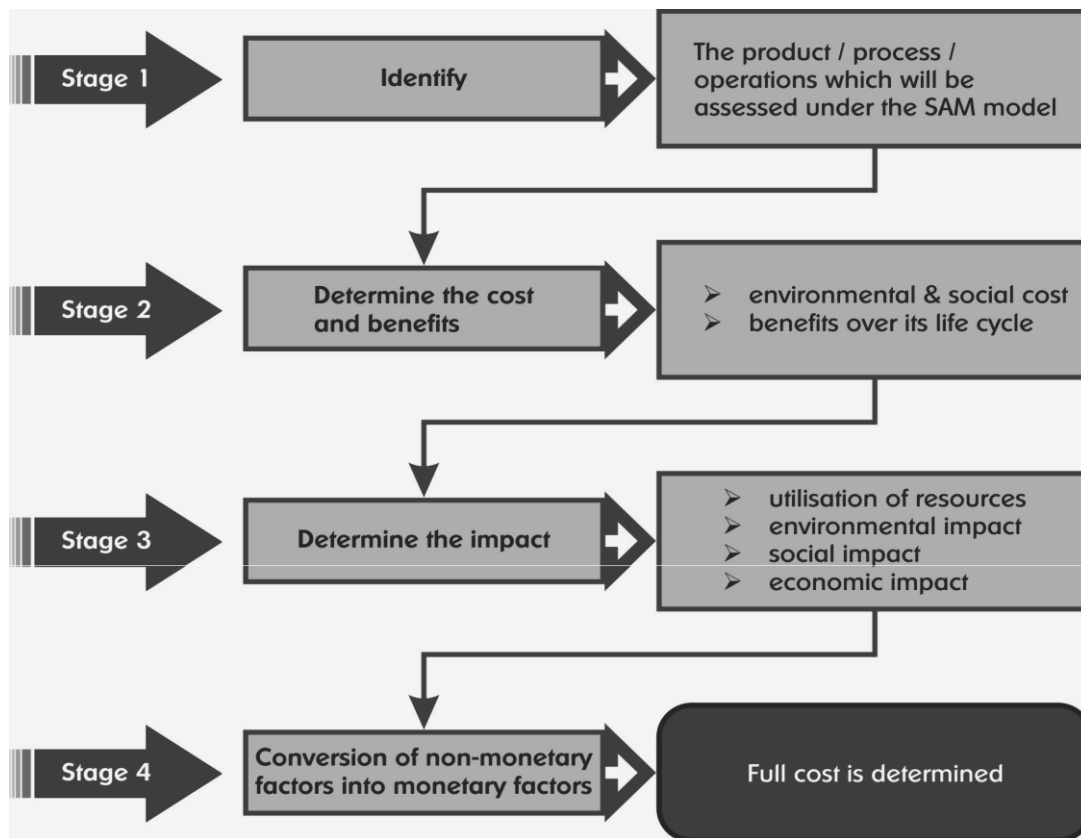 Stage 1
Identify
The product / process /
operations which will be
assessed under the SAM model
Stage 2
Determine the cost
and benefits
➢ environmental & social cost
➢ benefits over its life cycle
Stage 3
Determine the impact
➢ utilisation of resources
➢ environmental impact
➢ social impact
➢ economic impact
Stage 4
Conversion of non-monetary
factors into monetary factors
Full cost is determined